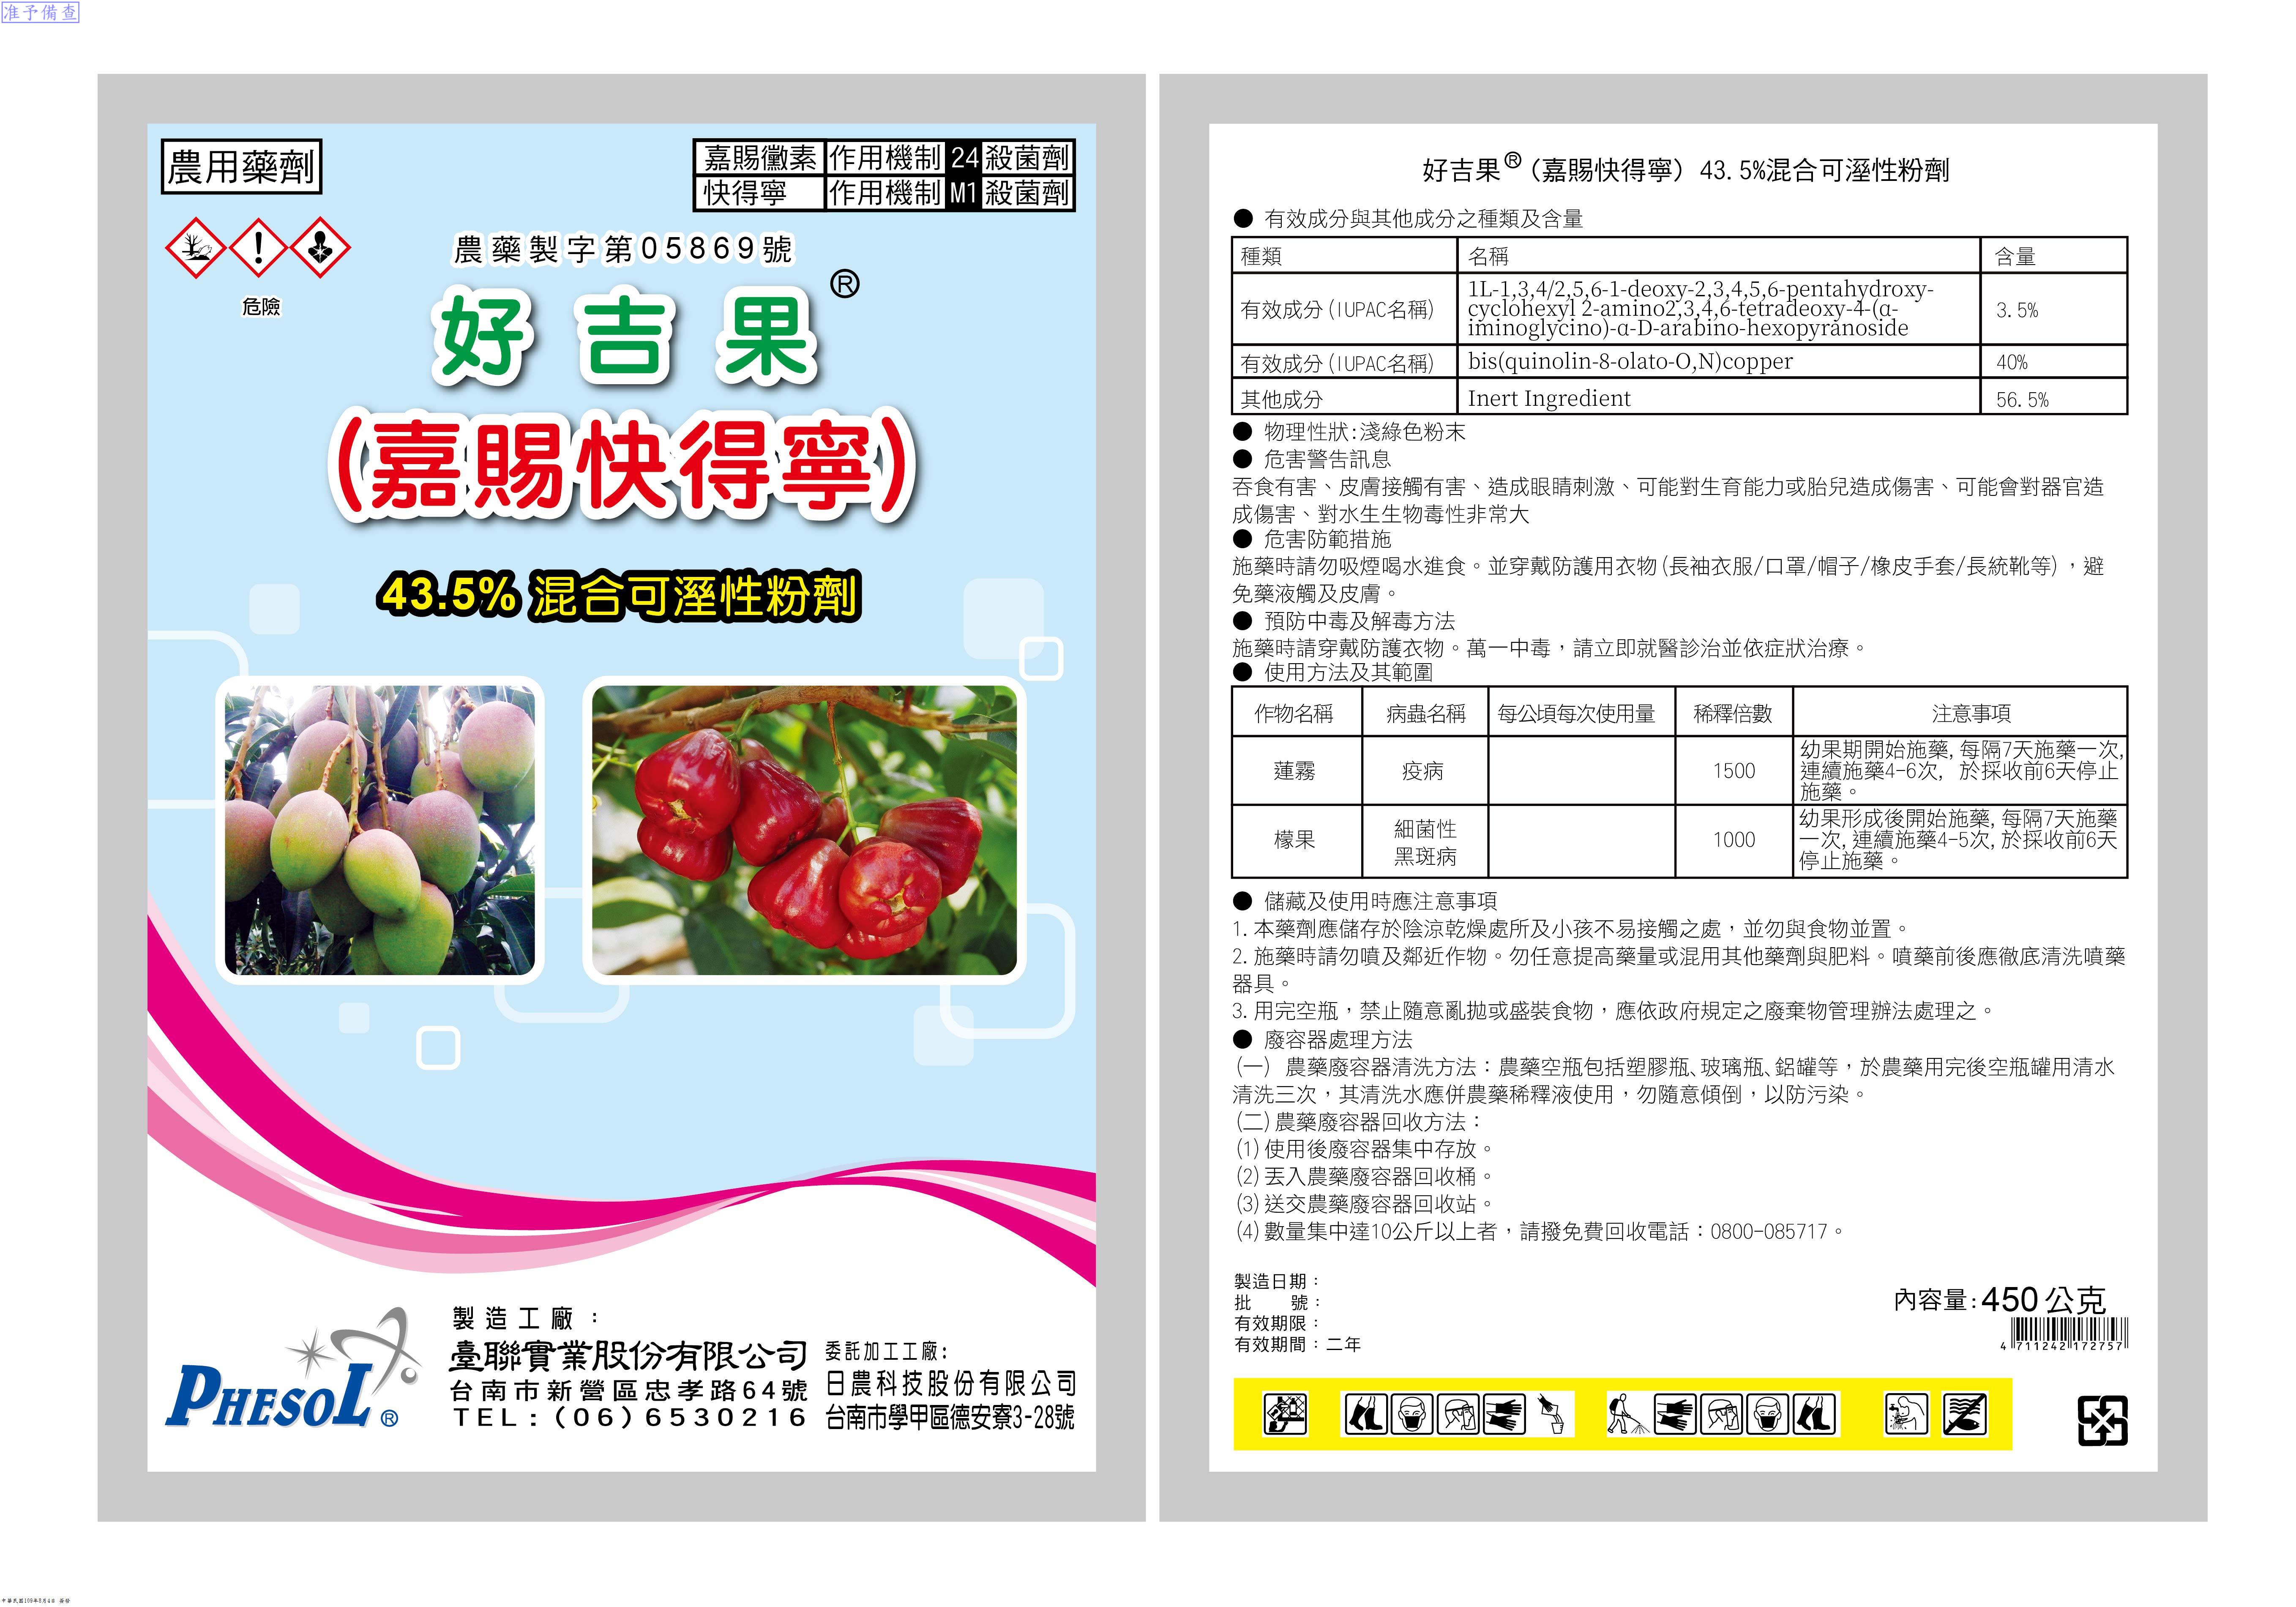 准予備查
農用藥劑
嘉賜黴素 作用機制 24 殺菌劑
快得寧 作用機制 M1 殺菌劑
危險
農藥製字第05869號
好吉果®
(嘉賜快得寧)
43.5% 混合可溼性粉劑
PHESOL®
製造工廠：
臺聯實業股份有限公司
台南市新營區忠孝路64號
TEL:(06)6530216
委託加工工廠:
日農科技股份有限公司
台南市學甲區德安寮3-28號
好吉果®(嘉賜快得寧) 43.5%混合可溼性粉劑
● 有效成分與其他成分之種類及含量
種類 名稱 含量
有效成分(IUPAC名稱) 1L-1,3,4/2,5,6-1-deoxy-2,3,4,5,6-pentahydroxy-
cyclohexyl 2-amino2,3,4,6-tetradeoxy-4-(α-
iminoglycino)-α-D-arabino-hexopyranoside 3.5%
有效成分(IUPAC名稱) bis(quinolin-8-olato-O,N)copper 40%
其他成分 Inert Ingredient 56.5%
● 物理性狀:淺綠色粉末
● 危害警告訊息
吞食有害、皮膚接觸有害、造成眼睛刺激、可能對生育能力或胎兒造成傷害、可能會對器官造
成傷害、對水生生物毒性非常大
● 危害防範措施
施藥時請勿吸煙喝水進食。並穿戴防護用衣物(長袖衣服/口罩/帽子/橡皮手套/長統靴等)，避
免藥液觸及皮膚。
● 預防中毒及解毒方法
施藥時請穿戴防護衣物。萬一中毒，請立即就醫診治並依症狀治療。
● 使用方法及其範圍
作物名稱 病蟲名稱 每公頃每次使用量 稀釋倍數 注意事項
蓮霧 疫病 1500 幼果期開始施藥,每隔7天施藥一次,
連續施藥4-6次, 於採收前6天停止
施藥。
檬果 細菌性
黑斑病 1000 幼果形成後開始施藥,每隔7天施藥
一次,連續施藥4-5次,於採收前6天
停止施藥。
● 儲藏及使用時應注意事項
1.本藥劑應儲存於陰涼乾燥處所及小孩不易接觸之處，並勿與食物並置。
2.施藥時請勿噴及鄰近作物。勿任意提高藥量或混用其他藥劑與肥料。噴藥前後應徹底清洗噴藥
器具。
3.用完空瓶，禁止隨意亂拋或盛裝食物，應依政府規定之廢棄物管理辦法處理之。
● 廢容器處理方法
(一) 農藥廢容器清洗方法：農藥空瓶包括塑膠瓶、玻璃瓶、鋁罐等，於農藥用完後空瓶罐用清水
清洗三次，其清洗水應併農藥稀釋液使用，勿隨意傾倒，以防污染。
(二)農藥廢容器回收方法：
(1)使用後廢容器集中存放。
(2)丟入農藥廢容器回收桶。
(3)送交農藥廢容器回收站。
(4)數量集中達10公斤以上者，請撥免費回收電話：0800-085717。
製造日期：
批 號：
有效期限：
有效期間：二年
內容量:450公克
4 711242 172757